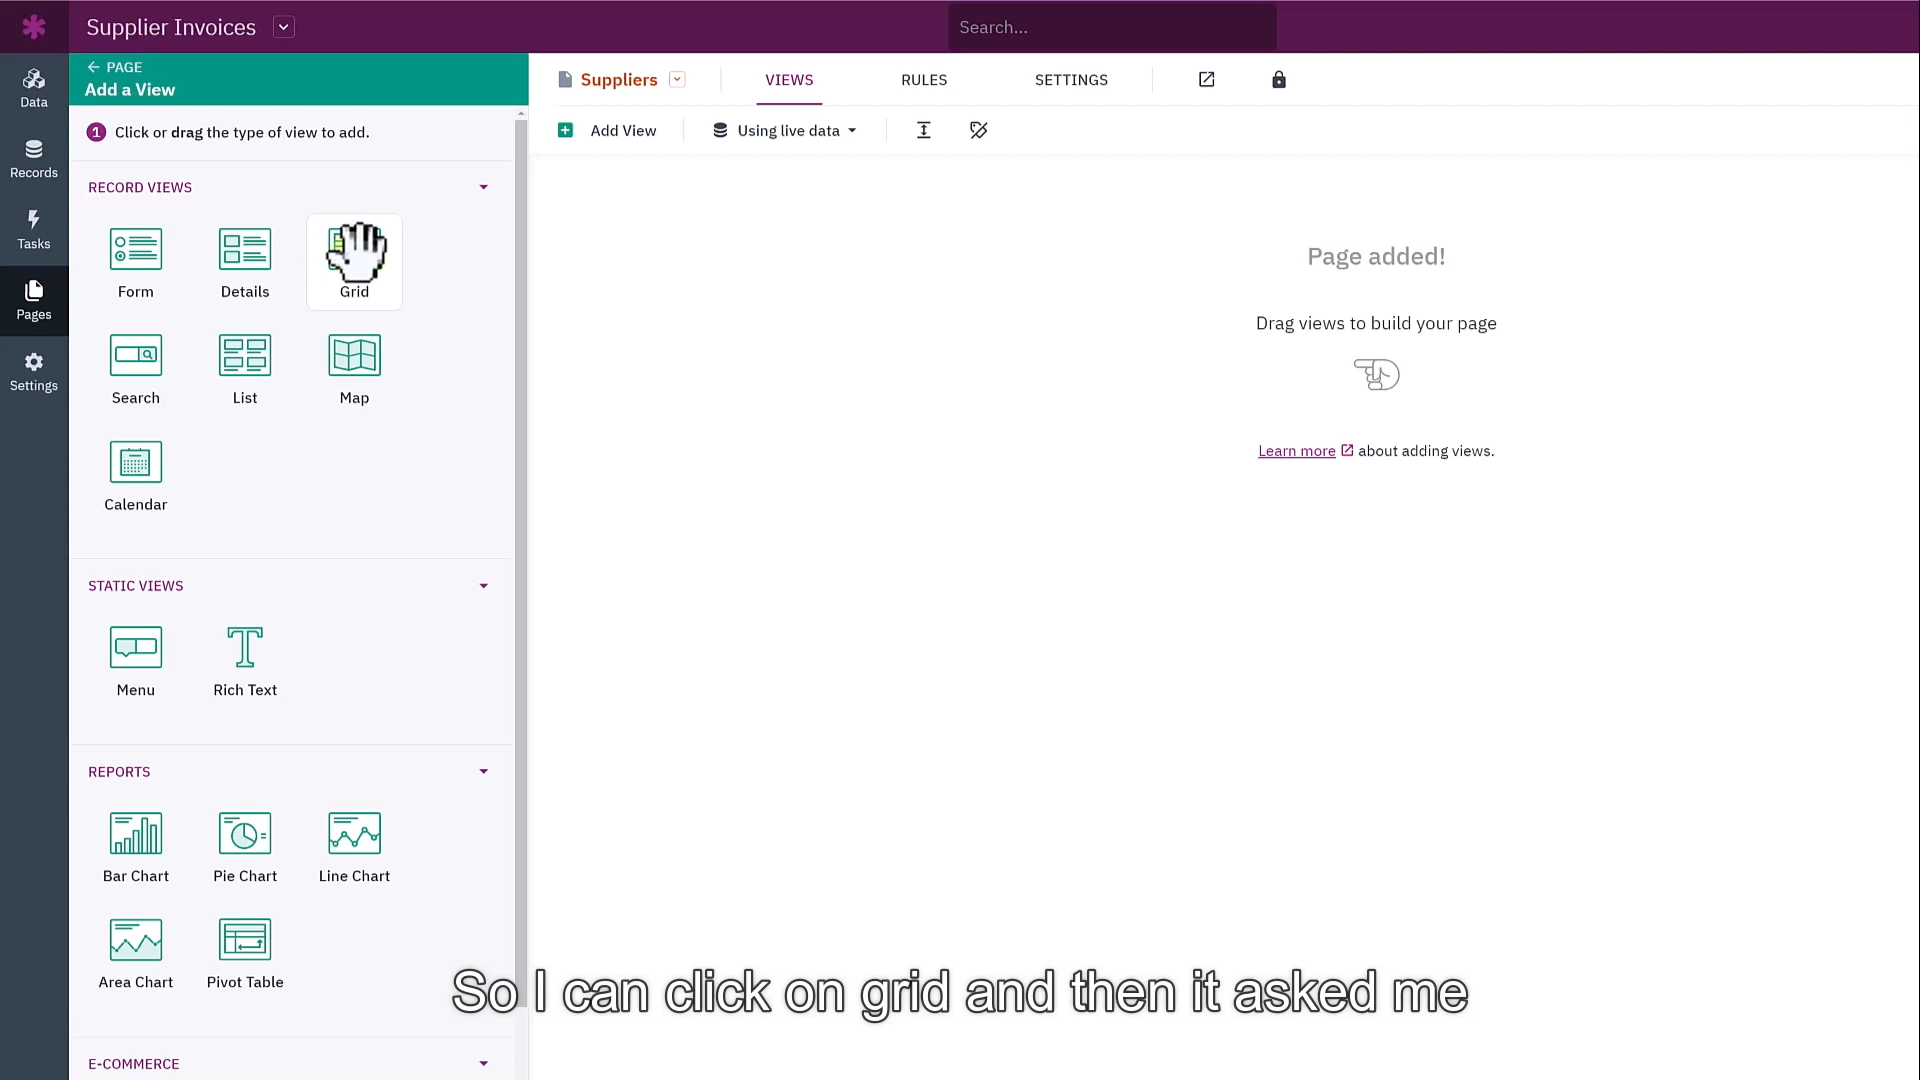 Supplier Invoices
Search...
Data
Records
Tasks
Pages
Settings
PAGE
Add a View
1 Click or drag the type of view to add.
RECORD VIEWS
Form
Details
Grid
Search
List
Map
Calendar
STATIC VIEWS
Menu
Rich Text
REPORTS
Bar Chart
Pie Chart
Line Chart
Area Chart
Pivot Table
E-COMMERCE
Suppliers
VIEWS
RULES
SETTINGS
Add View
Using live data
Page added!
Drag views to build your page
Learn more about adding views.
So I can click on grid and then it asked me